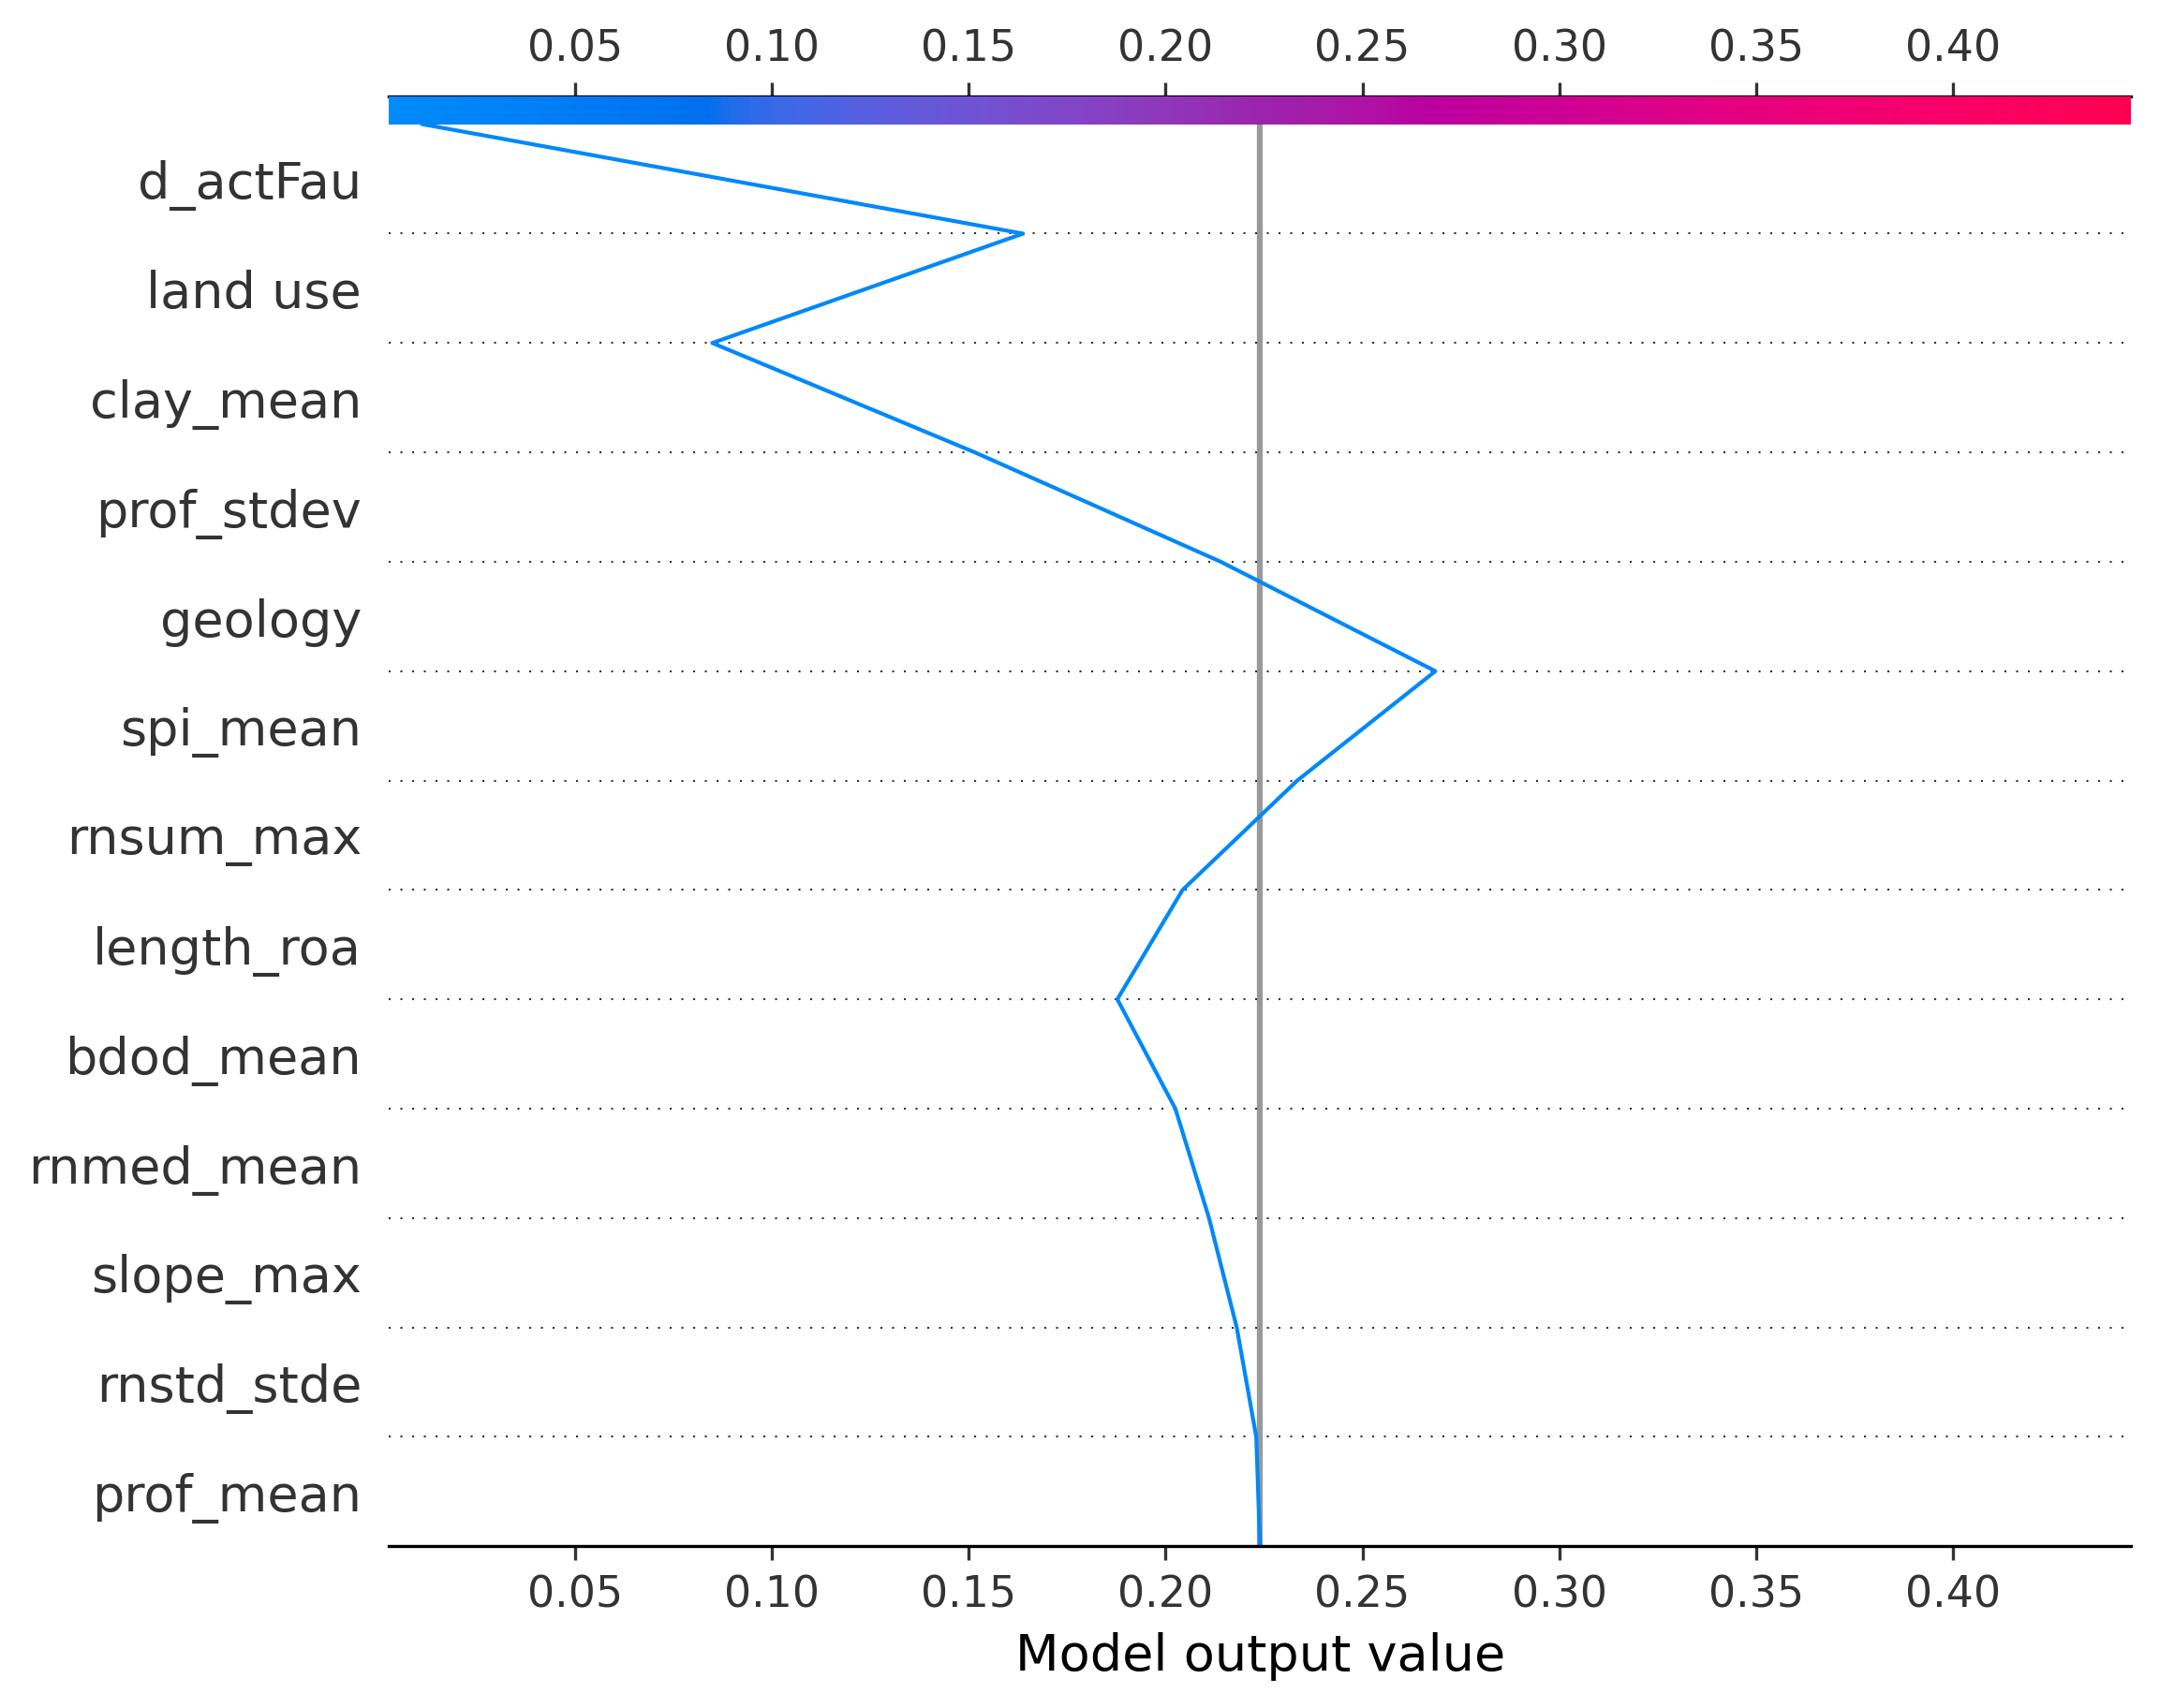 0.05 0.10 0.15 0.20 0.25 0.30 0.35 0.40
d_actFau
land use
clay_mean
prof_stdev
geology
spi_mean
rnsum_max
length_roa
bdod_mean
rnmed_mean
slope_max
rnstd_stde
prof_mean
0.05 0.10 0.15 0.20 0.25 0.30 0.35 0.40
Model output value